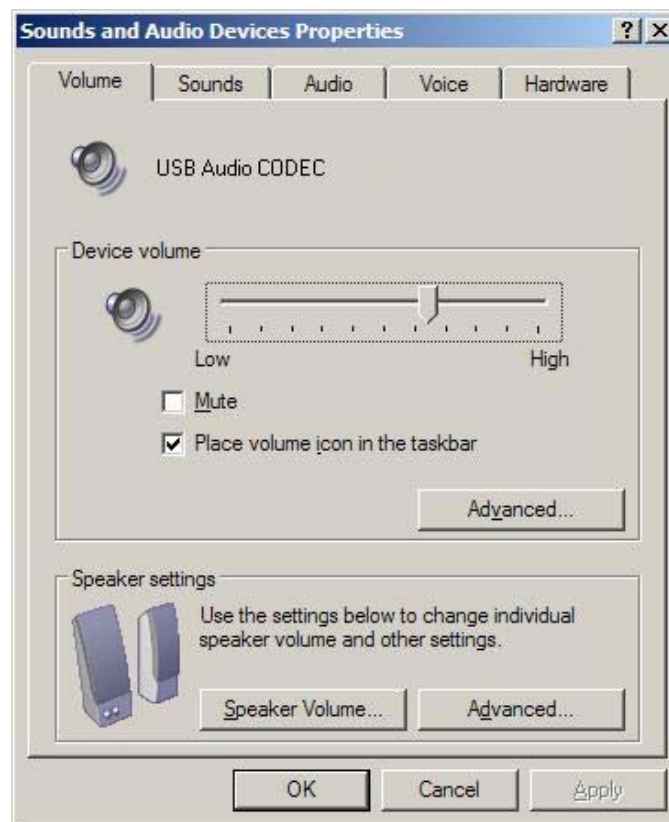 Sounds and Audio Devices Properties
Volume Sounds Audio Voice Hardware
USB Audio CODEC
Device volume
Low High
Mute
Place volume icon in the taskbar
Advanced...
Speaker settings
Use the settings below to change individual
speaker volume and other settings.
Speaker Volume... Advanced...
OK Cancel Apply